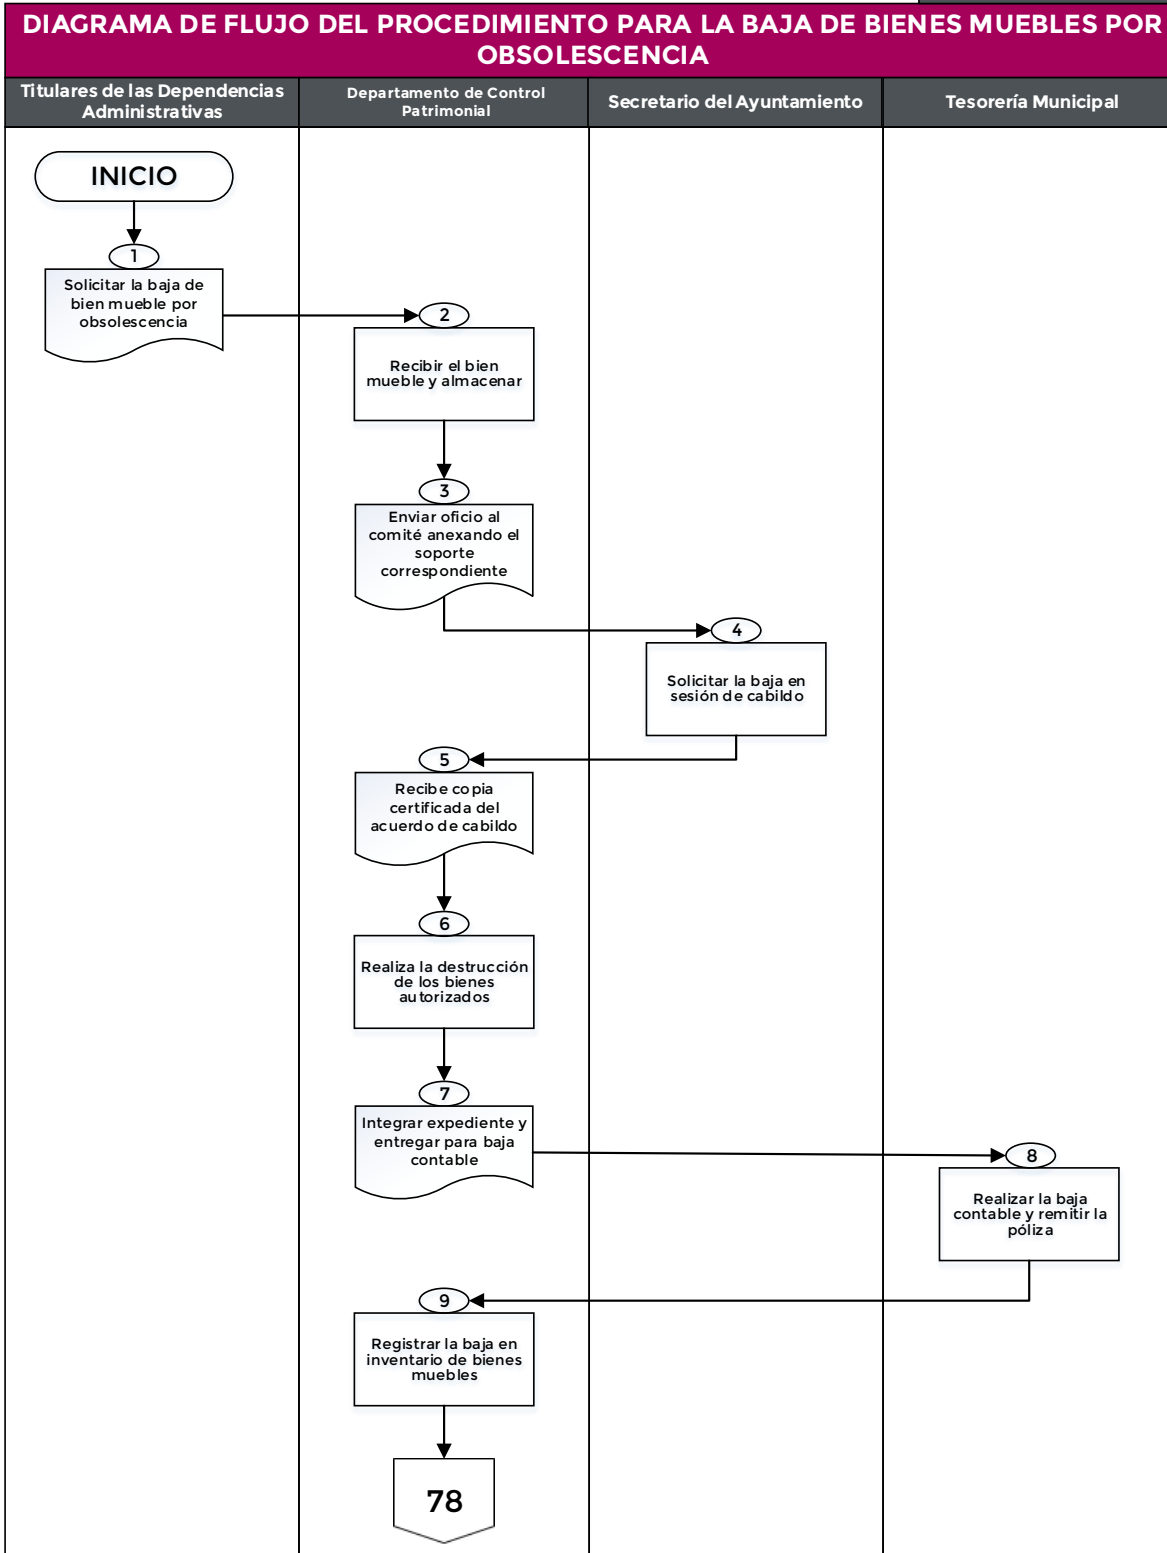 DIAGRAMA DE FLUJO DEL PROCEDIMIENTO PARA LA BAJA DE BIENES MUEBLES POR
OBSOLESCENCIA
Titulares de las Dependencias
Administrativas
Departamento de Control
Patrimonial
Secretario del Ayuntamiento
Tesorería Municipal
INICIO
1
Solicitar la baja de
bien mueble por
obsolescencia
2
Recibir el bien
mueble y almacenar
3
Enviar oficio al
comité anexando el
soporte
correspondiente
4
Solicitar la baja en
sesión de cabildo
5
Recibe copia
certificada del
acuerdo de cabildo
6
Realiza la destrucción
de los bienes
autorizados
7
Integrar expediente y
entregar para baja
contable
8
Realizar la baja
contable y remitir la
póliza
9
Registrar la baja en
inventario de bienes
muebles
78